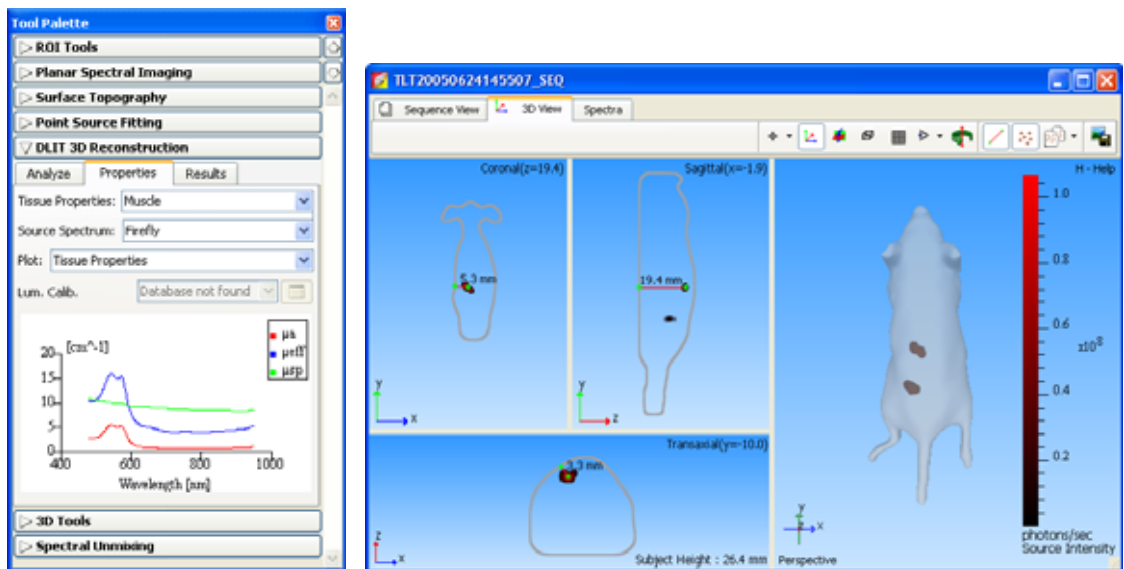 Tool Palette
ROI Tools
Planar Spectral Imaging
Surface Topography
Point Source Fitting
DLIT 3D Reconstruction
Analyze Properties Results
Tissue Properties: Muscle
Source Spectrum: Firefly
Plot: Tissue Properties
Lum. Calib. Database not found
[cm^-1]
μa
μeff
μsp
20
15
10
5
0
400 600 800 1000
Wavelength [nm]
3D Tools
Spectral Unmixing
TLT20050624145507_SEQ
Sequence View 3D View Spectra
Coronal(z=19.4)
5.3 mm
y
x
Sagittal(x=-1.9)
19.4 mm
y
z
Transaxial(y=-10.0)
3.3 mm
z
x
Subject Height : 26.4 mm
H - Help
1.0
0.8
0.6
x10^8
0.4
0.2
y
x
z
Perspective
photons/sec
Source Intensity